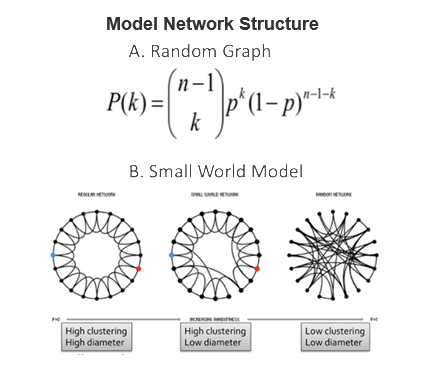 Model Network Structure
A. Random Graph
P(k) = (n−1 k) p^k (1−p)^n−1−k
B. Small World Model
REGULAR NETWORK SMALL WORLD NETWORK RANDOM NETWORK
P=0 INCREASING RANDOMNESS P=1
High clustering High clustering Low clustering
High diameter Low diameter Low diameter